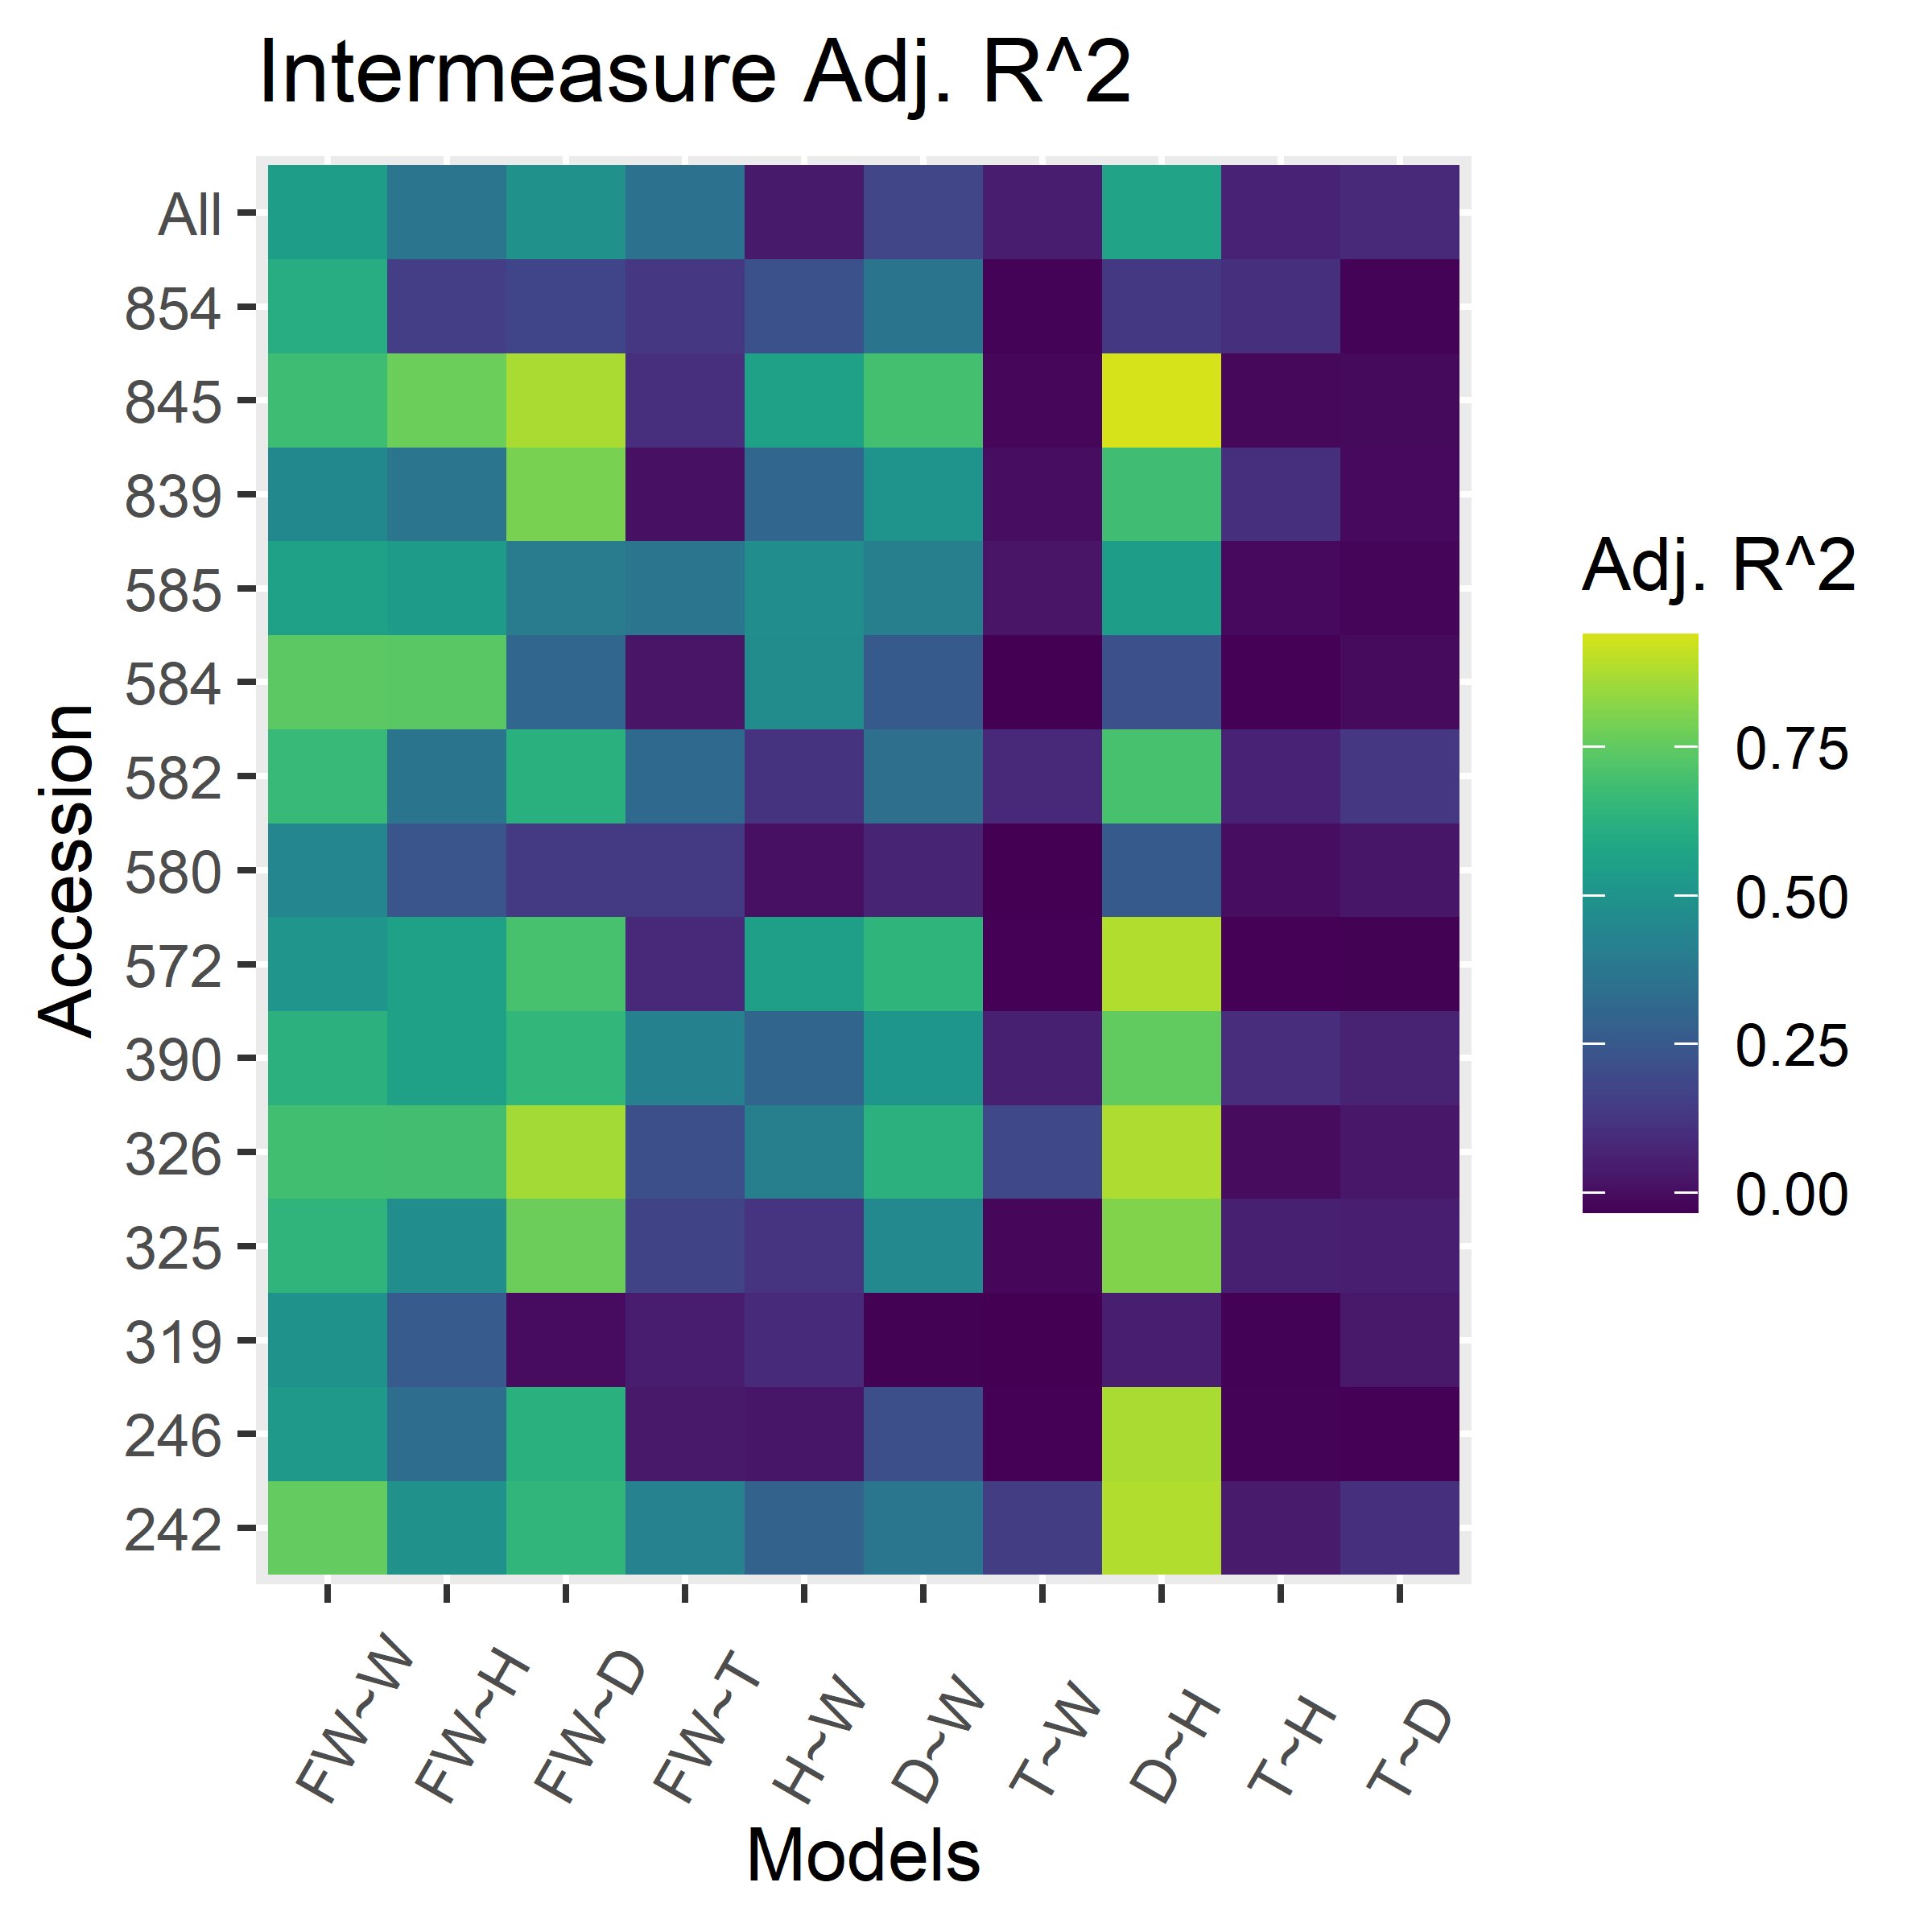 Intermeasure Adj. R^2
Accession
All
854
845
839
585
584
582
580
572
390
326
325
319
246
242
FW~W
FW~H
FW~D
FW~T
H~W
D~W
T~W
D~H
T~H
T~D
Models
Adj. R^2
0.75
0.50
0.25
0.00